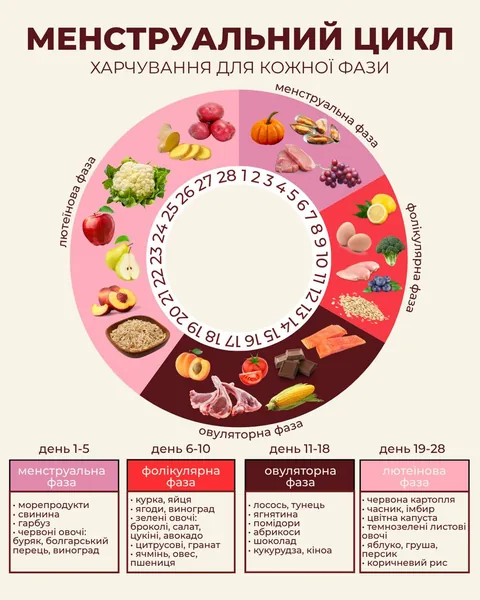 МЕНСТРУАЛЬНИЙ ЦИКЛ
ХАРЧУВАННЯ ДЛЯ КОЖНОЇ ФАЗИ
менструальна фаза
фолікулярна фаза
овуляторна фаза
лютеїнова фаза
1 2 3 4 5 6 7 8 9 10 11 12 13 14 15 16 17 18 19 20 21 22 23 24 25 26 27 28
день 1-5
менструальна
фаза
• морепродукти
• свинина
• гарбуз
• червоні овочі:
буряк, болгарський
перець, виноград
день 6-10
фолікулярна
фаза
• курка, яйця
• ягоди, виноград
• зелені овочі:
броколі, салат,
цукіні, авокадо
• цитрусові, гранат
• ячмінь, овес,
пшениця
день 11-18
овуляторна
фаза
• лосось, тунець
• ягнятина
• помідори
• абрикоси
• шоколад
• кукурудза, кіноа
день 19-28
лютеїнова
фаза
• червона картопля
• часник, імбир
• цвітна капуста
• темнозелені листові
овочі
• яблуко, груша,
персик
• коричневий рис